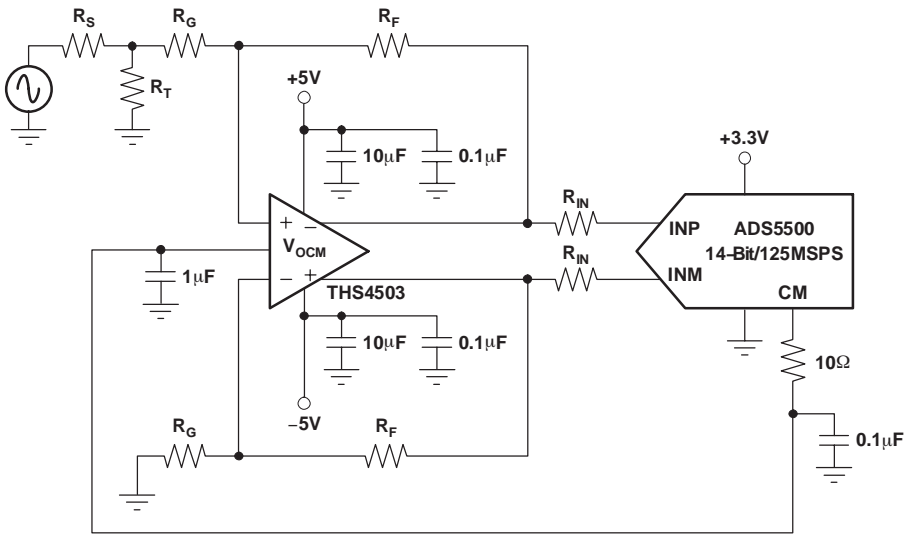 R_S
R_G
R_F
R_T
+5V
10μF
0.1μF
+3.3V
R_IN
INP
ADS5500
14-Bit/125MSPS
INM
CM
+ −
V_OCM
− +
1μF
THS4503
R_IN
10μF
0.1μF
10Ω
−5V
R_G
R_F
0.1μF